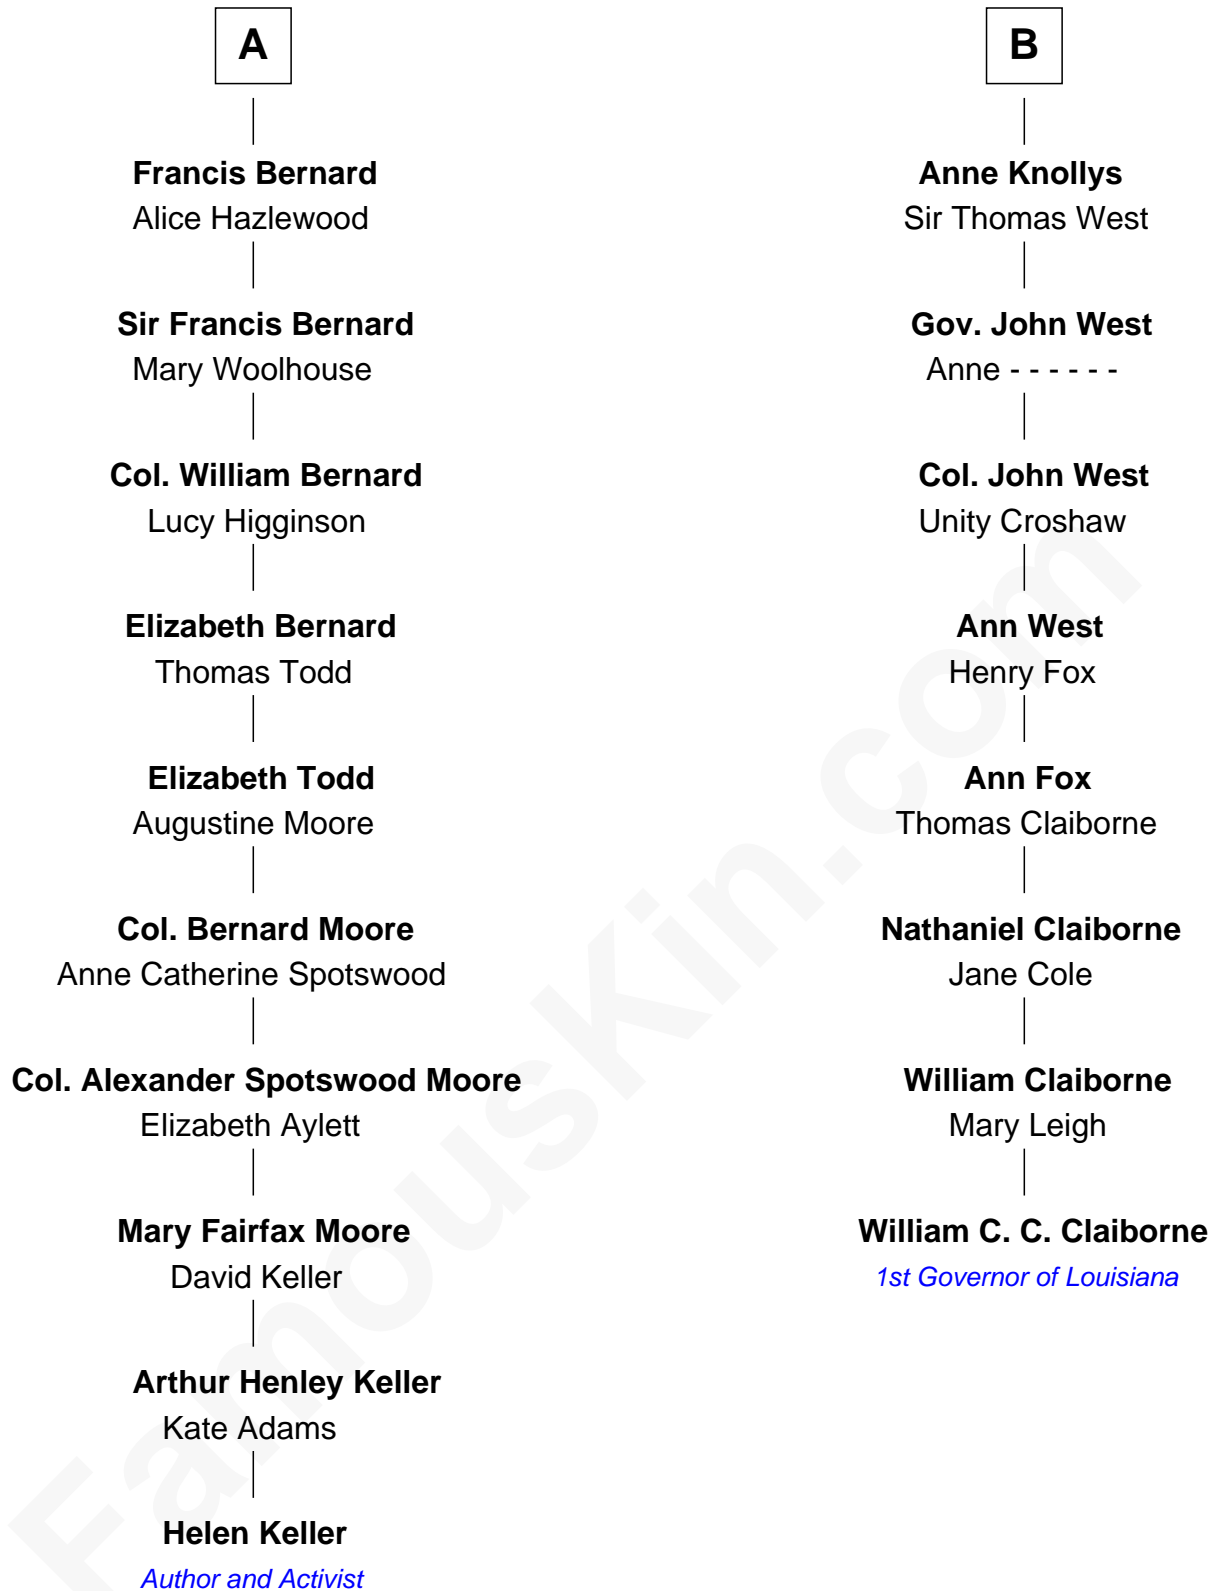 A
Francis Bernard
Alice Hazlewood
Sir Francis Bernard
Mary Woolhouse
Col. William Bernard
Lucy Higginson
Elizabeth Bernard
Thomas Todd
Elizabeth Todd
Augustine Moore
Col. Bernard Moore
Anne Catherine Spotswood
Col. Alexander Spotswood Moore
Elizabeth Aylett
Mary Fairfax Moore
David Keller
Arthur Henley Keller
Kate Adams
Helen Keller
Author and Activist
B
Anne Knollys
Sir Thomas West
Gov. John West
Anne - - - - - -
Col. John West
Unity Croshaw
Ann West
Henry Fox
Ann Fox
Thomas Claiborne
Nathaniel Claiborne
Jane Cole
William Claiborne
Mary Leigh
William C. C. Claiborne
1st Governor of Louisiana
FamousKin.com